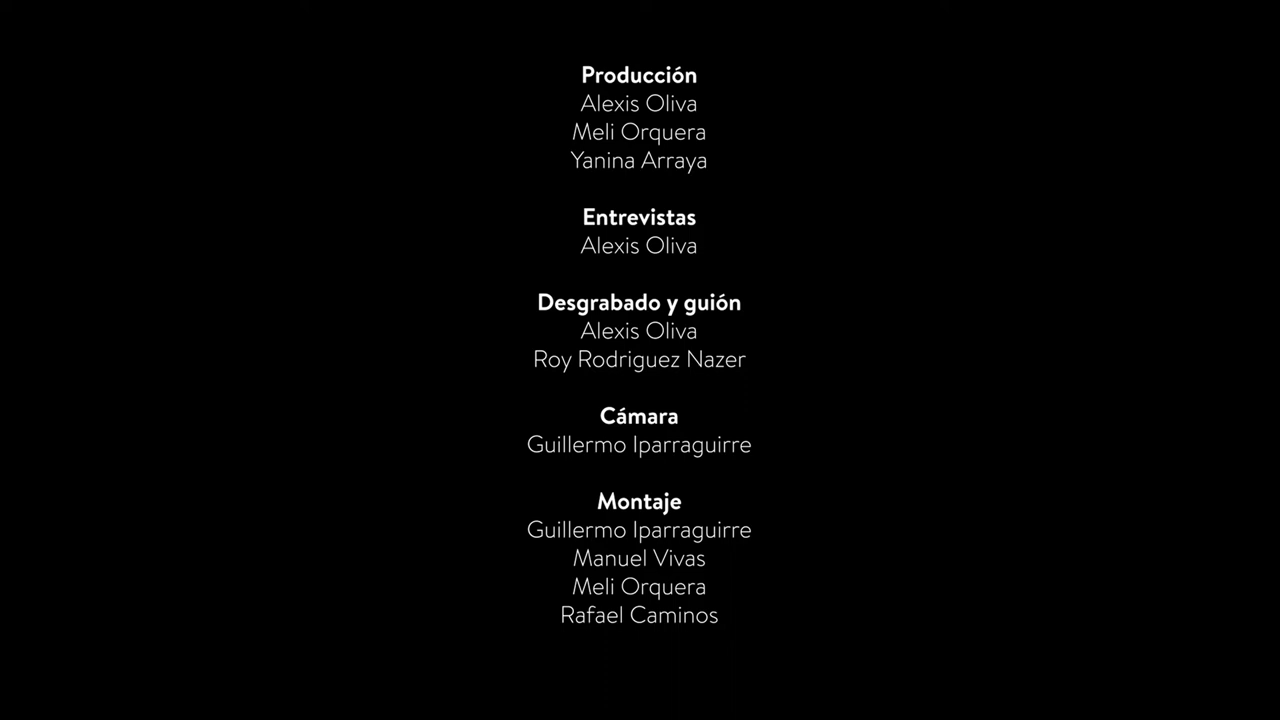 Producción
Alexis Oliva
Meli Orquera
Yanina Arraya
Entrevistas
Alexis Oliva
Desgrabado y guión
Alexis Oliva
Roy Rodriguez Nazer
Cámara
Guillermo Iparraguirre
Montaje
Guillermo Iparraguirre
Manuel Vivas
Meli Orquera
Rafael Caminos